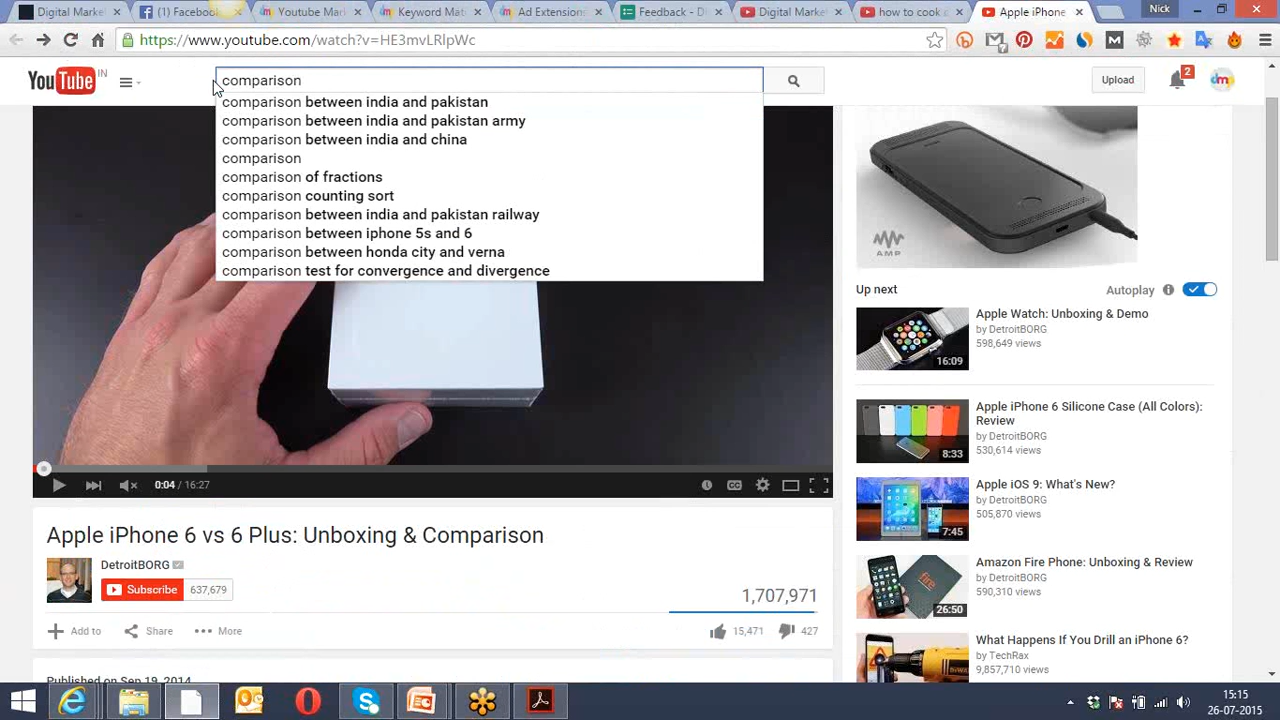 Digital Market
(1) Facebook
Youtube Mari
Keyword Mat
Ad Extensions
Feedback - D
Digital Marke
how to cook
Apple iPhone
Nick
https://www.youtube.com/watch?v=HE3mvLRlpWc
YouTube IN
comparison
Upload
2
dm
comparison between india and pakistan
comparison between india and pakistan army
comparison between india and china
comparison
comparison of fractions
comparison counting sort
comparison between india and pakistan railway
comparison between iphone 5s and 6
comparison between honda city and verna
comparison test for convergence and divergence
AMP
Up next
Autoplay
Apple Watch: Unboxing & Demo
by DetroitBORG
598,649 views
16:09
Apple iPhone 6 Silicone Case (All Colors):
Review
by DetroitBORG
530,614 views
8:33
Apple iOS 9: What's New?
by DetroitBORG
505,870 views
7:45
Amazon Fire Phone: Unboxing & Review
by DetroitBORG
590,310 views
fire
26:50
What Happens If You Drill an iPhone 6?
by TechRax
9,857,710 views
0:04 / 16:27
CC
Apple iPhone 6 vs 6 Plus: Unboxing & Comparison
DetroitBORG
Subscribe 637,679
1,707,971
Add to Share More
15,471 427
15:15
26-07-2015